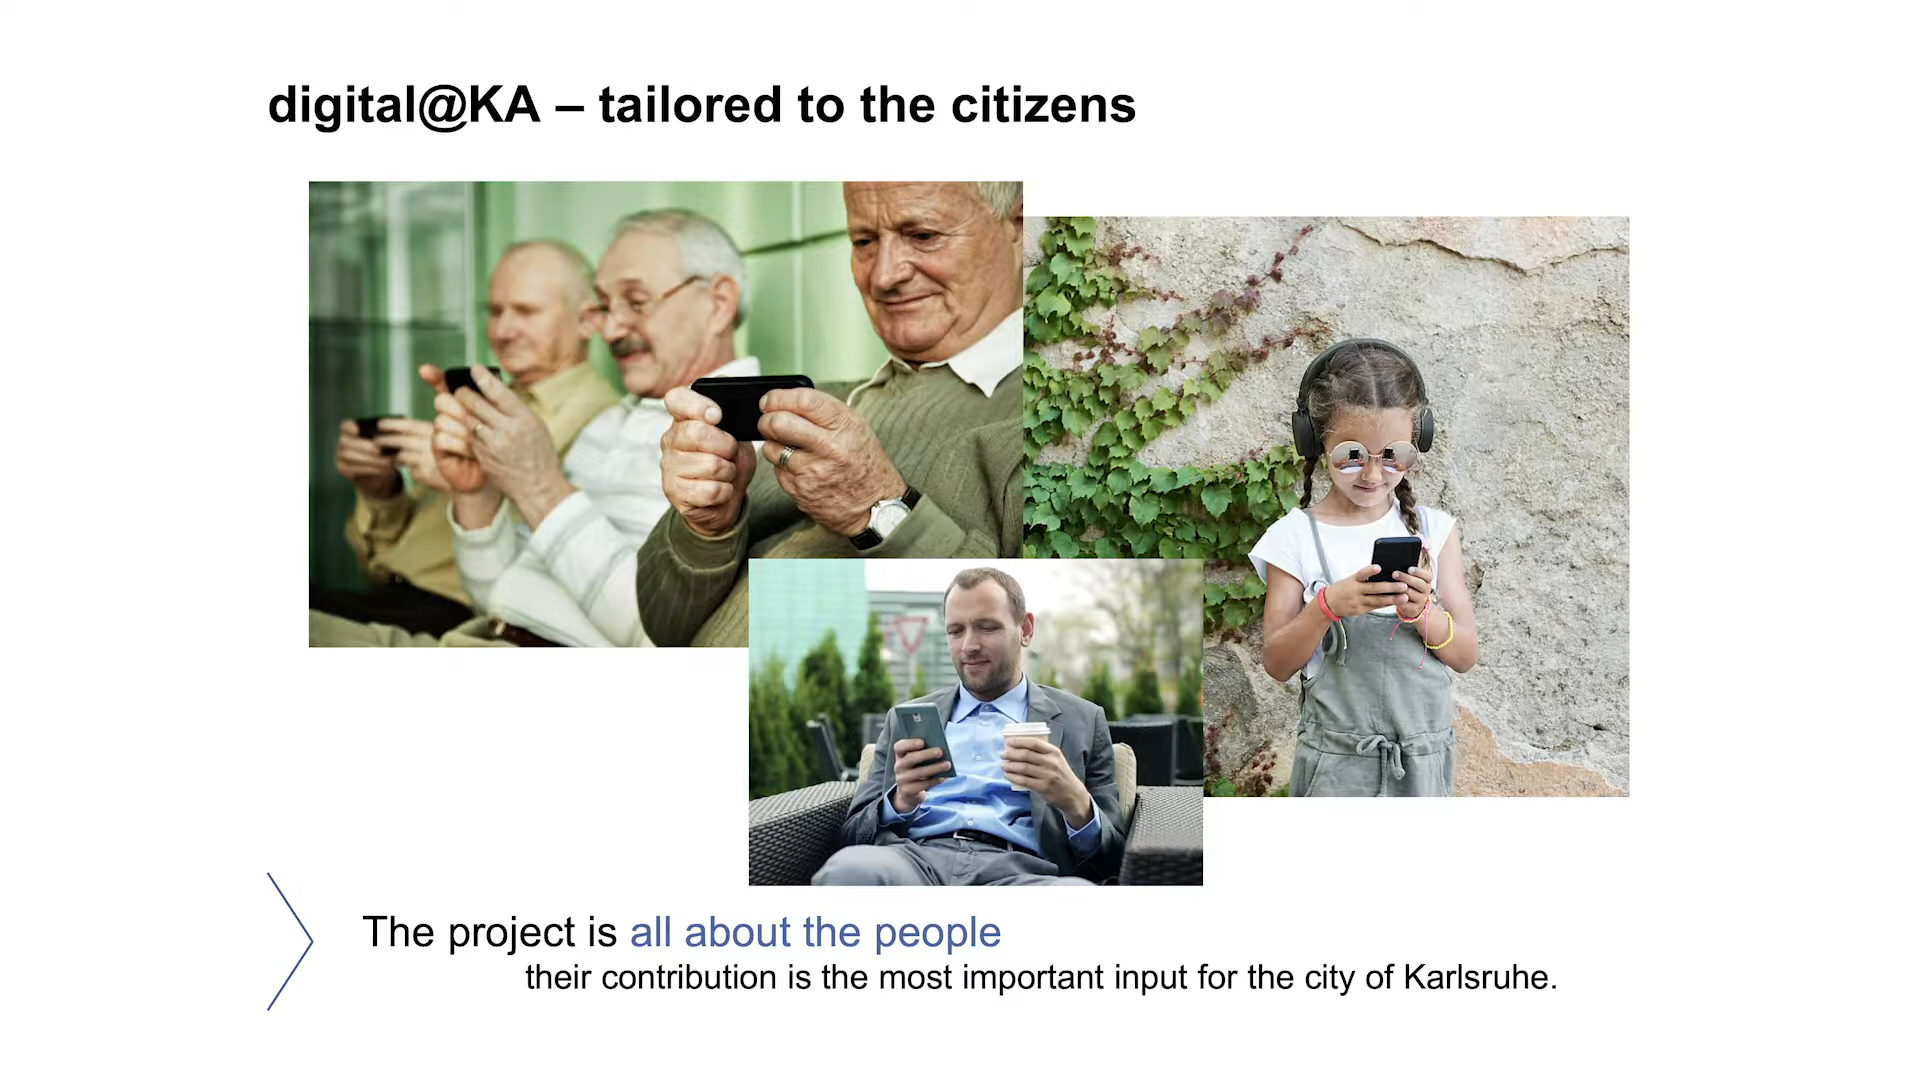 digital@KA – tailored to the citizens
The project is all about the people
their contribution is the most important input for the city of Karlsruhe.